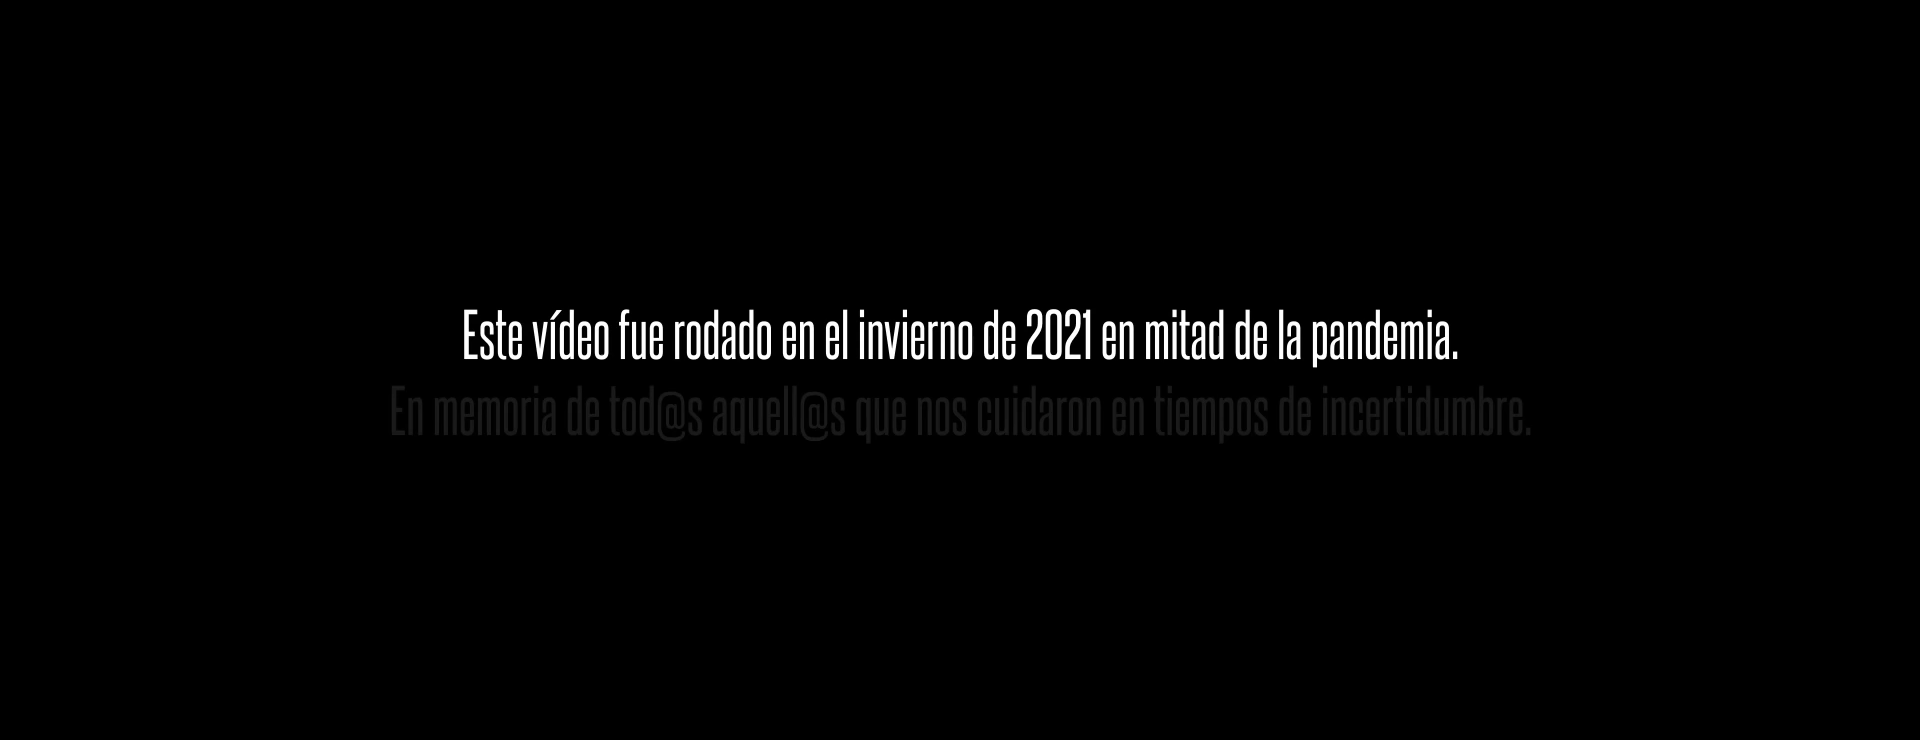 Este vídeo fue rodado en el invierno de 2021 en mitad de la pandemia.
En memoria de tod@s aquell@s que nos cuidaron en tiempos de incertidumbre.